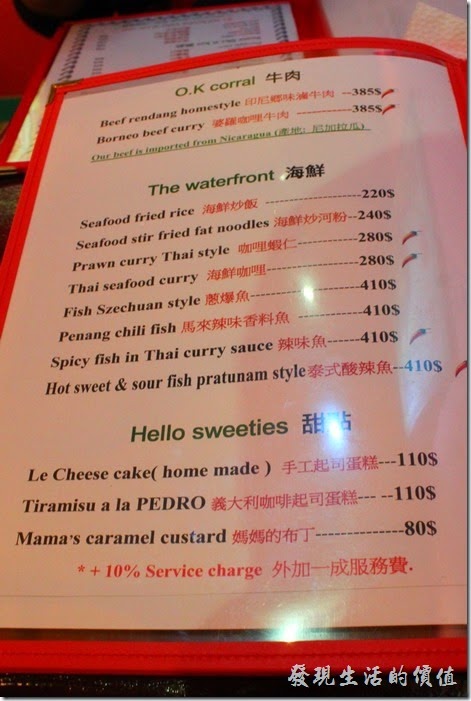 O.K corral 牛肉
Beef rendang homestyle 印尼鄉味滷牛肉 --385$
Borneo beef curry 婆羅咖哩牛肉 ------------385$
Our beef is imported from Nicaragua (產地: 尼加拉瓜)
The waterfront 海鮮
Seafood fried rice 海鮮炒飯 ------------------220$
Seafood stir fried fat noodles 海鮮炒河粉--240$
Prawn curry Thai style 咖哩蝦仁-------------280$
Thai seafood curry 海鮮咖哩-----------------280$
Fish Szechuan style 蔥爆魚--------------------410$
Penang chili fish 馬來辣味香料魚 -----------410$
Spicy fish in Thai curry sauce 辣味魚------410$
Hot sweet & sour fish pratunam style泰式酸辣魚--410$
Hello sweeties 甜點
Le Cheese cake( home made ) 手工起司蛋糕---110$
Tiramisu a la PEDRO 義大利咖啡起司蛋糕--- --110$
Mama's caramel custard 媽媽的布丁--------------80$
* + 10% Service charge 外加一成服務費.
發現生活的價值